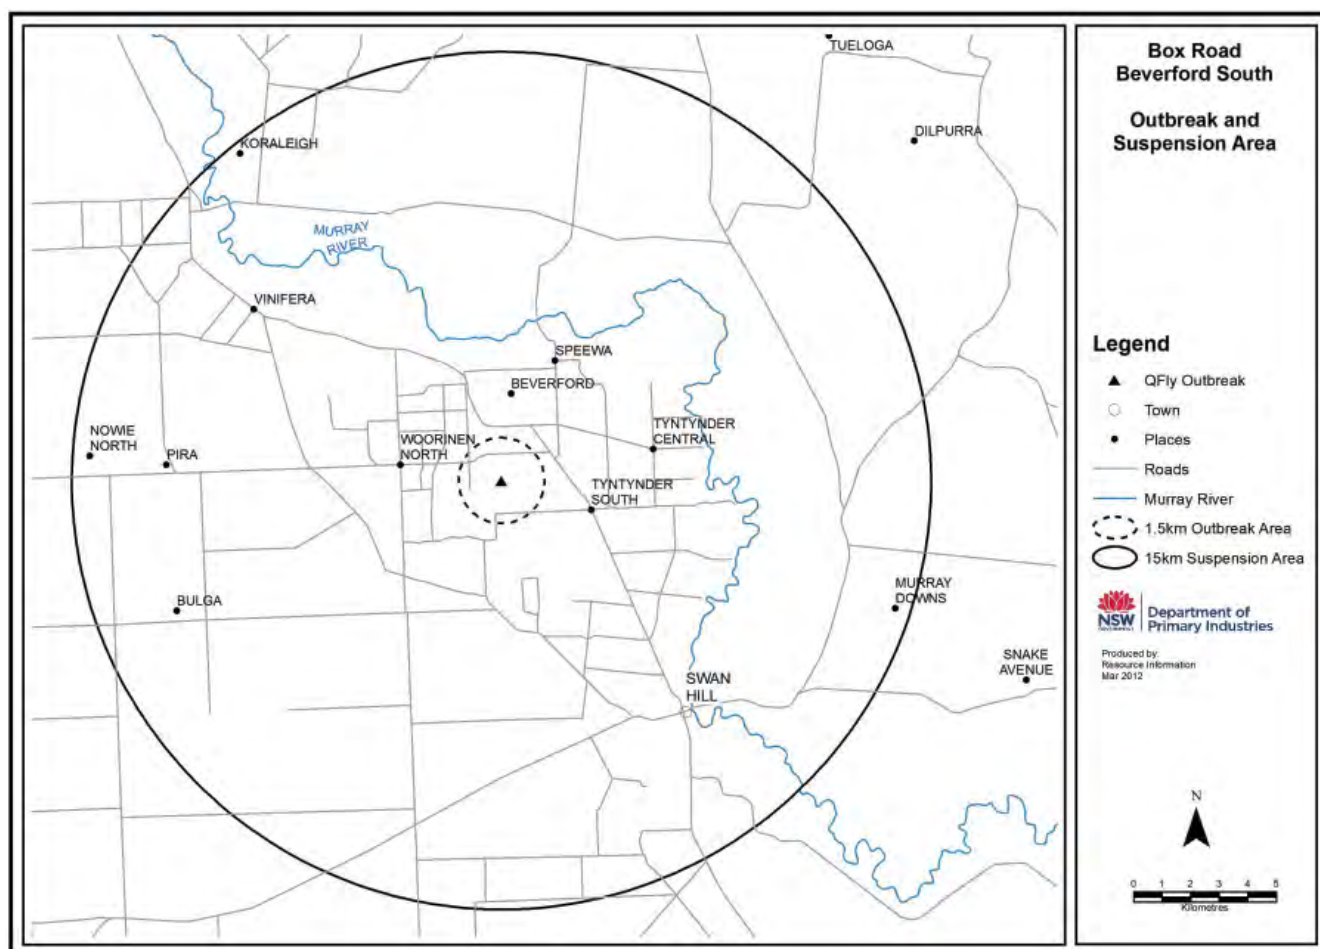 TUELOGA
DILPURRA
KORALEIGH
MURRAY
RIVER
VINIFERA
SPEEWA
BEVERFORD
NOWIE
NORTH
PIRA
WOORINEN
NORTH
TYNTYNDER
CENTRAL
TYNTYNDER
SOUTH
BULGA
MURRAY
DOWNS
SNAKE
AVENUE
SWAN
HILL
Box Road
Beverford South
Outbreak and
Suspension Area
Legend
QFly Outbreak
Town
Places
Roads
Murray River
1.5km Outbreak Area
15km Suspension Area
NSW
Department of
Primary Industries
Produced by:
Resource Information
Mar 2012
N
0 1 2 3 4 5
Kilometres